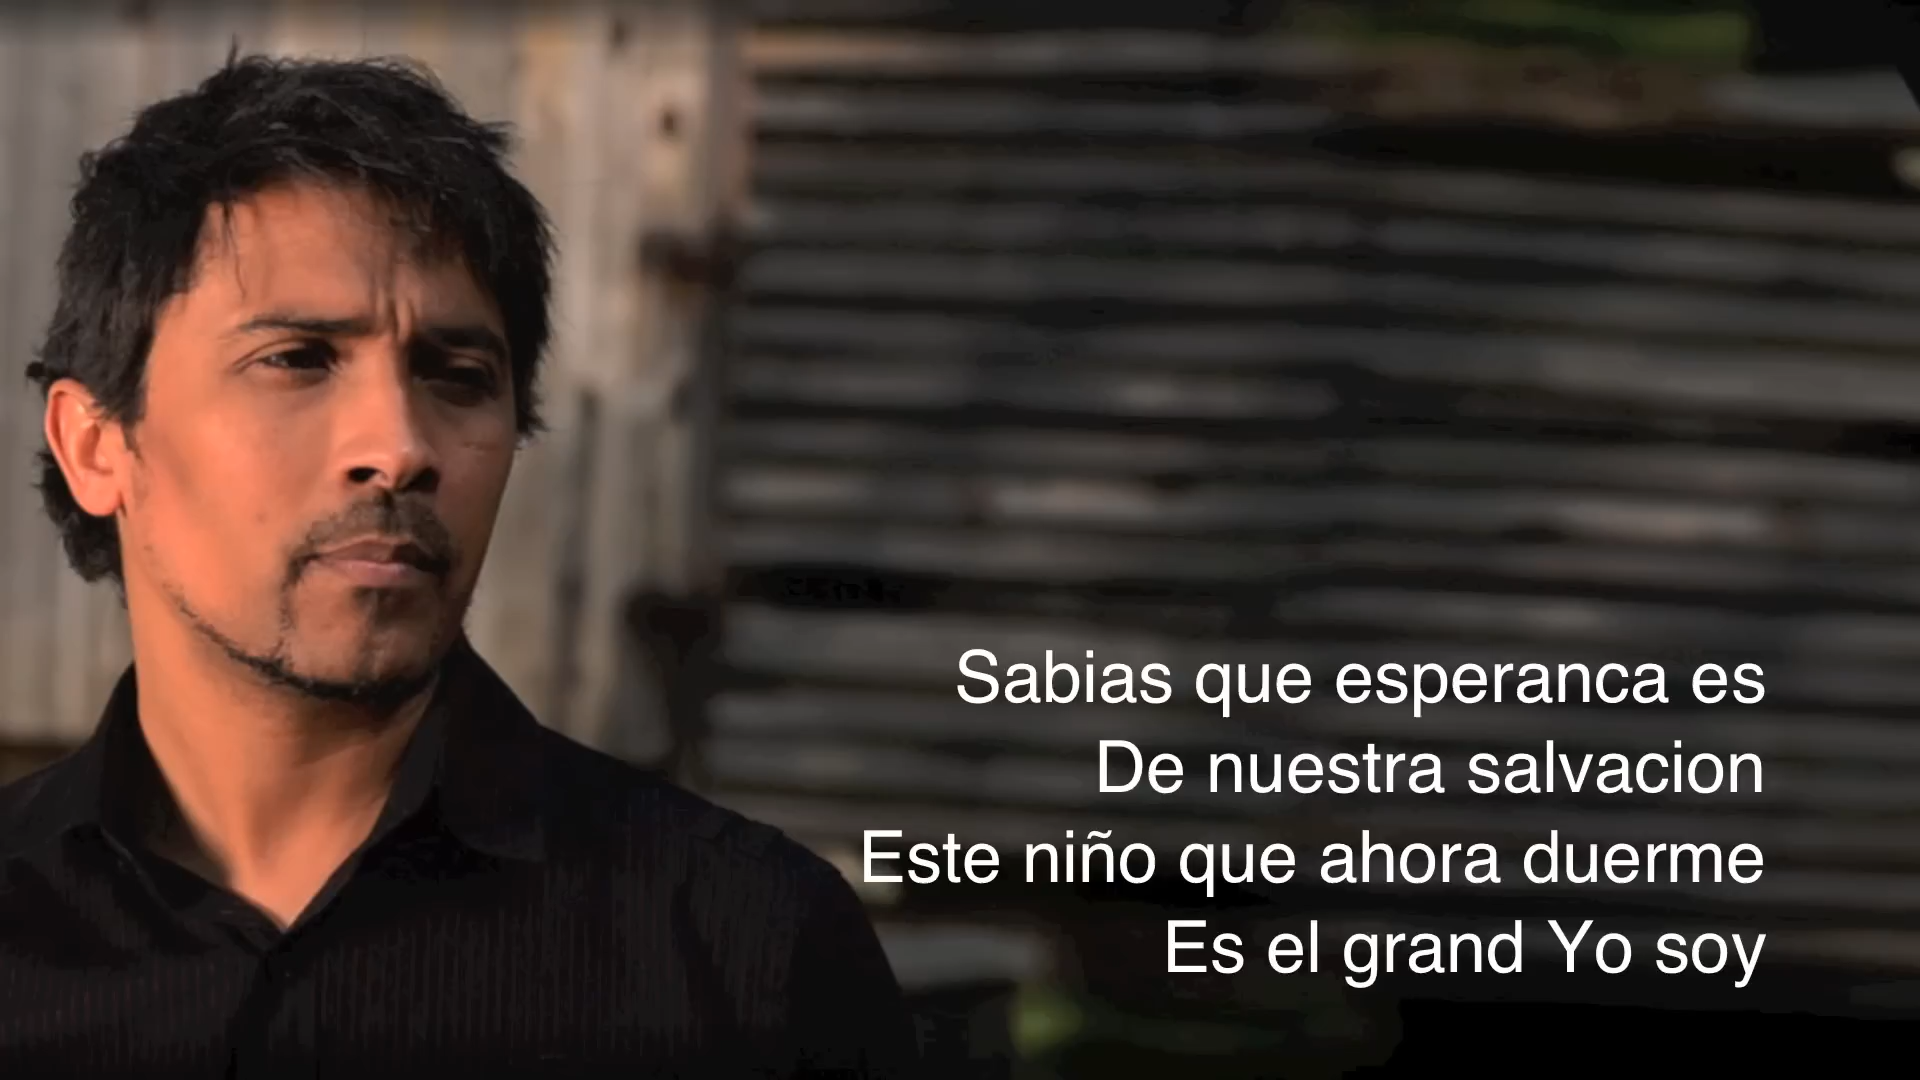 Sabias que esperanca es
De nuestra salvacion
Este niño que ahora duerme
Es el grand Yo soy